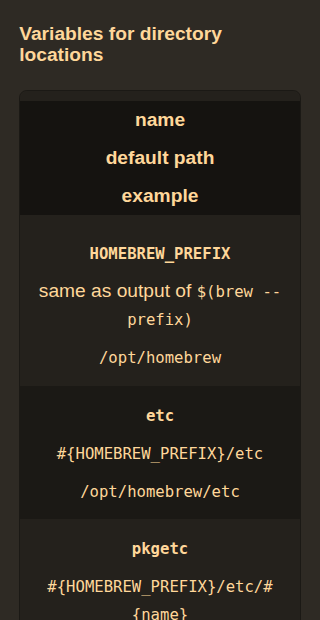 Variables for directory
locations
name
default path
example
HOMEBREW_PREFIX
same as output of $(brew --
prefix)
/opt/homebrew
etc
#{HOMEBREW_PREFIX}/etc
/opt/homebrew/etc
pkgetc
#{HOMEBREW_PREFIX}/etc/#
{name}